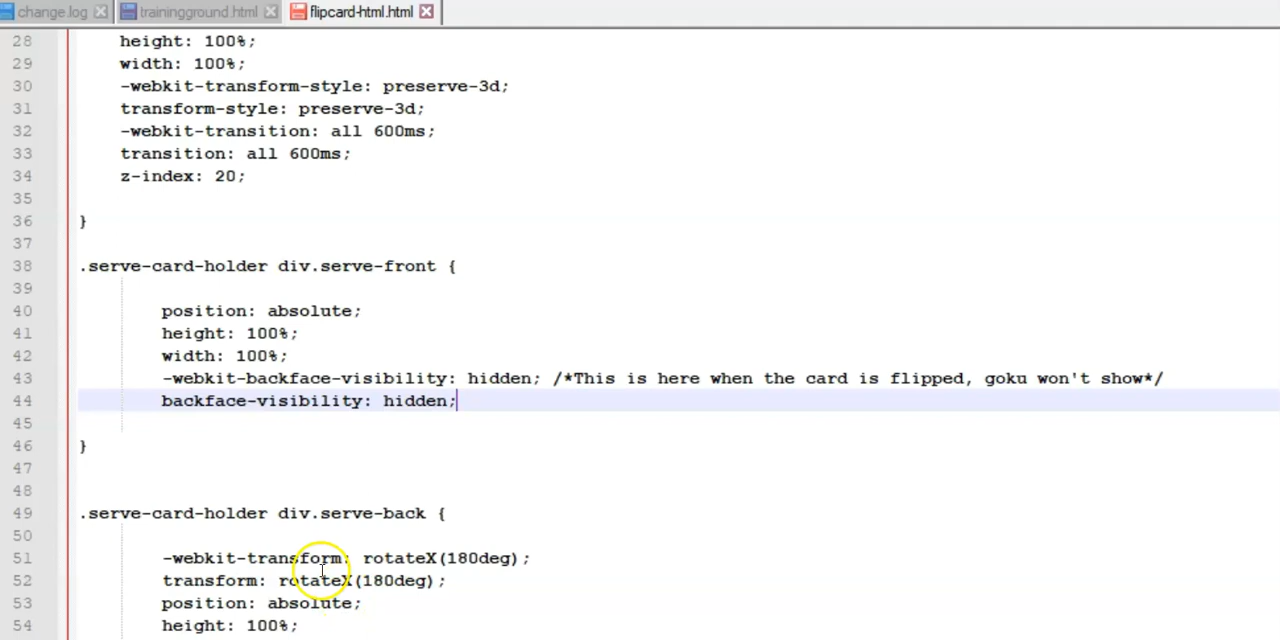 change.log trainingground.html flipcard-html.html
28 height: 100%;
29 width: 100%;
30 -webkit-transform-style: preserve-3d;
31 transform-style: preserve-3d;
32 -webkit-transition: all 600ms;
33 transition: all 600ms;
34 z-index: 20;
35
36 }
37
38 .serve-card-holder div.serve-front {
39
40 position: absolute;
41 height: 100%;
42 width: 100%;
43 -webkit-backface-visibility: hidden; /*This is here when the card is flipped, goku won't show*/
44 backface-visibility: hidden;
45
46 }
47
48
49 .serve-card-holder div.serve-back {
50
51 -webkit-transform: rotateX(180deg);
52 transform: rotateX(180deg);
53 position: absolute;
54 height: 100%;